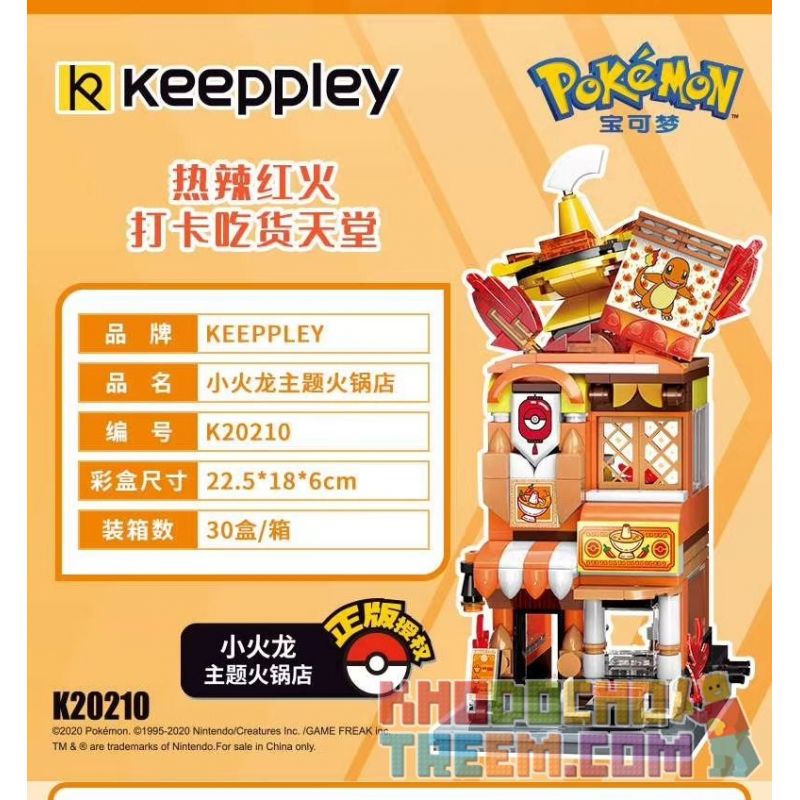 Keeppley
POKéMON
™
宝可梦
热辣红火
打卡吃货天堂
品 牌 KEEPPLEY
品 名 小火龙主题火锅店
编 号 K20210
彩盒尺寸 22.5*18*6cm
装箱数 30盒/箱
小火龙
主题火锅店
正版授权
K20210
©2020 Pokémon. ©1995-2020 Nintendo/Creatures Inc. /GAME FREAK inc.
TM & ® are trademarks of Nintendo.For sale in China only.
KHODOCHOI
TREEM.COM